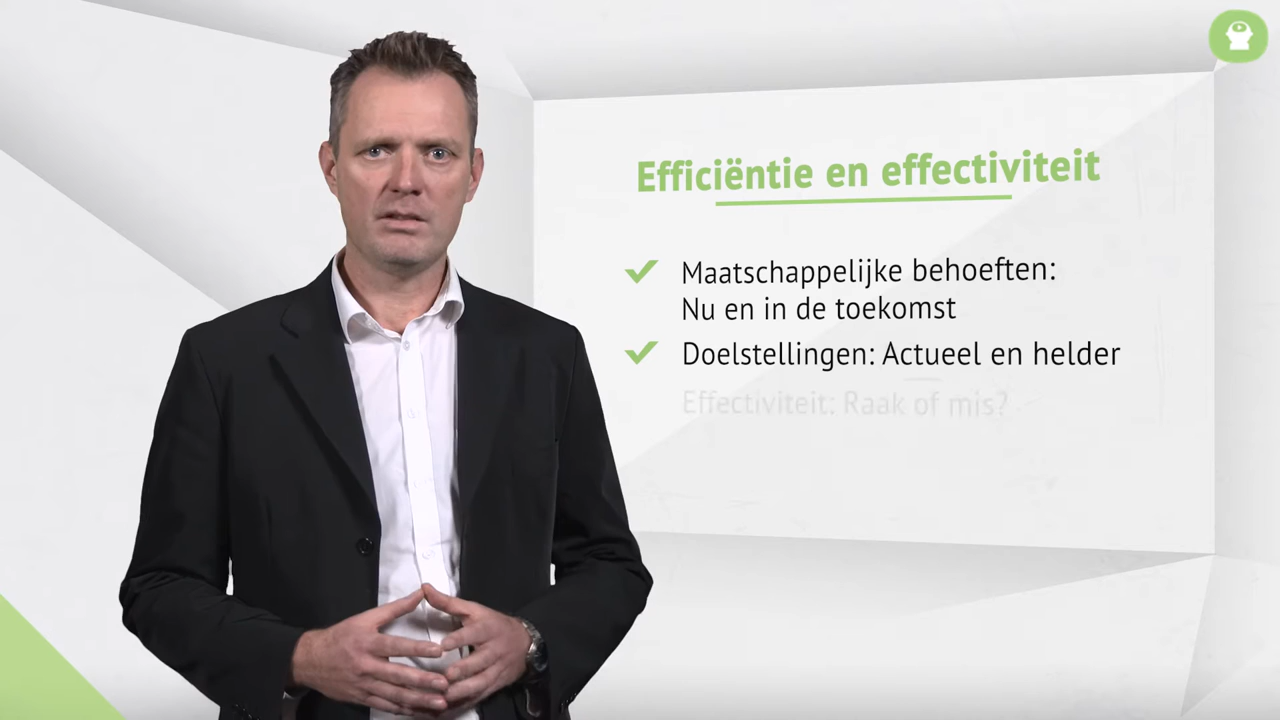 Efficiëntie en effectiviteit
Maatschappelijke behoeften:
Nu en in de toekomst
Doelstellingen: Actueel en helder
Effectiviteit: Raak of mis?